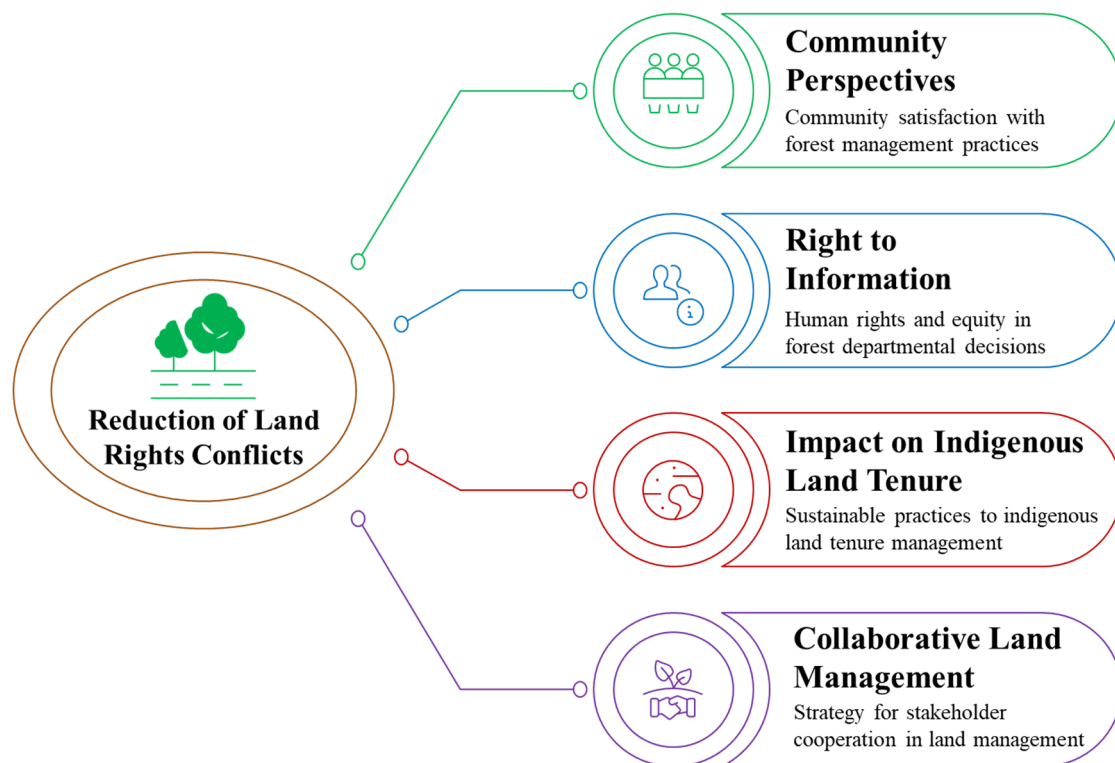 Community
Perspectives
Community satisfaction with
forest management practices
Right to
Information
Human rights and equity in
forest departmental decisions
Reduction of Land
Rights Conflicts
Impact on Indigenous
Land Tenure
Sustainable practices to indigenous
land tenure management
Collaborative Land
Management
Strategy for stakeholder
cooperation in land management